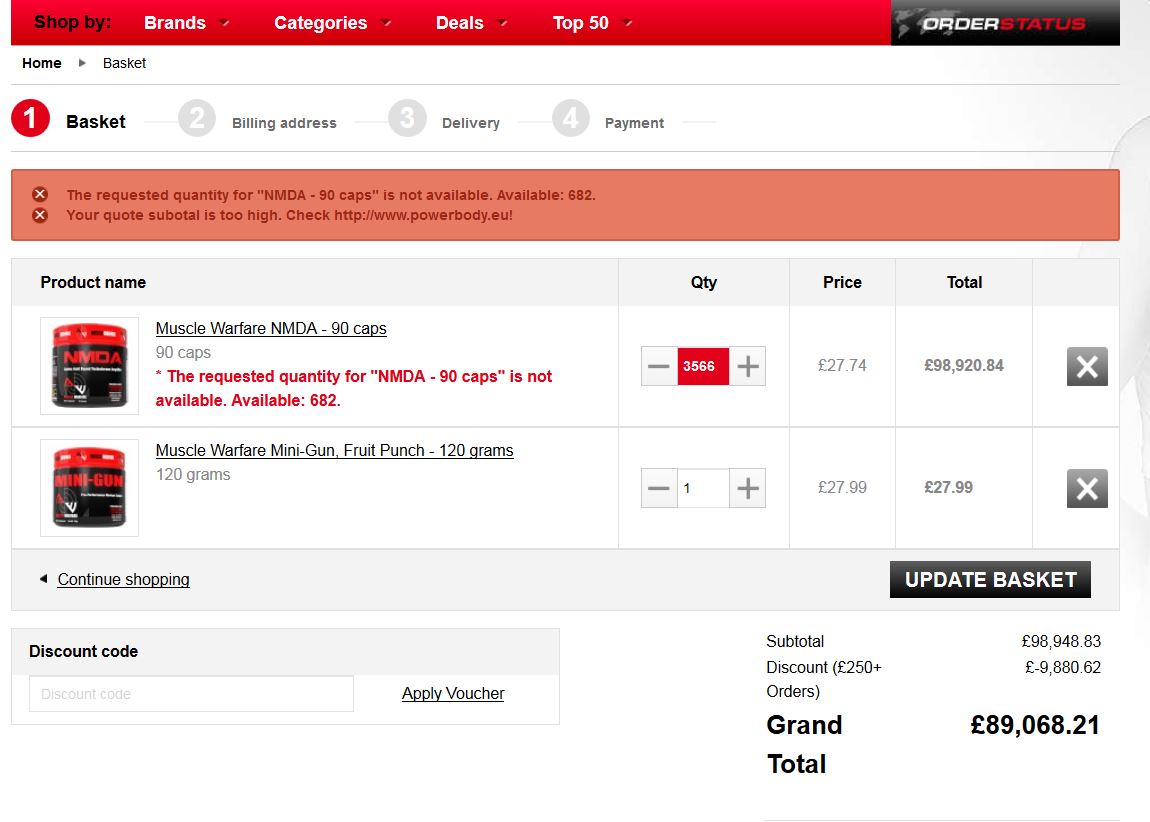 Shop by: Brands Categories Deals Top 50 ORDERSTATUS
Home Basket
1 Basket 2 Billing address 3 Delivery 4 Payment
The requested quantity for "NMDA - 90 caps" is not available. Available: 682.
Your quote subotal is too high. Check http://www.powerbody.eu!
Product name Qty Price Total
NMDA
Muscle Warfare NMDA - 90 caps
90 caps
* The requested quantity for "NMDA - 90 caps" is not
available. Available: 682.
3566 £27.74 £98,920.84
MINI-GUN
Muscle Warfare Mini-Gun, Fruit Punch - 120 grams
120 grams
1 £27.99 £27.99
Continue shopping UPDATE BASKET
Discount code
Discount code Apply Voucher
Subtotal £98,948.83
Discount (£250+ £-9,880.62
Orders)
Grand £89,068.21
Total